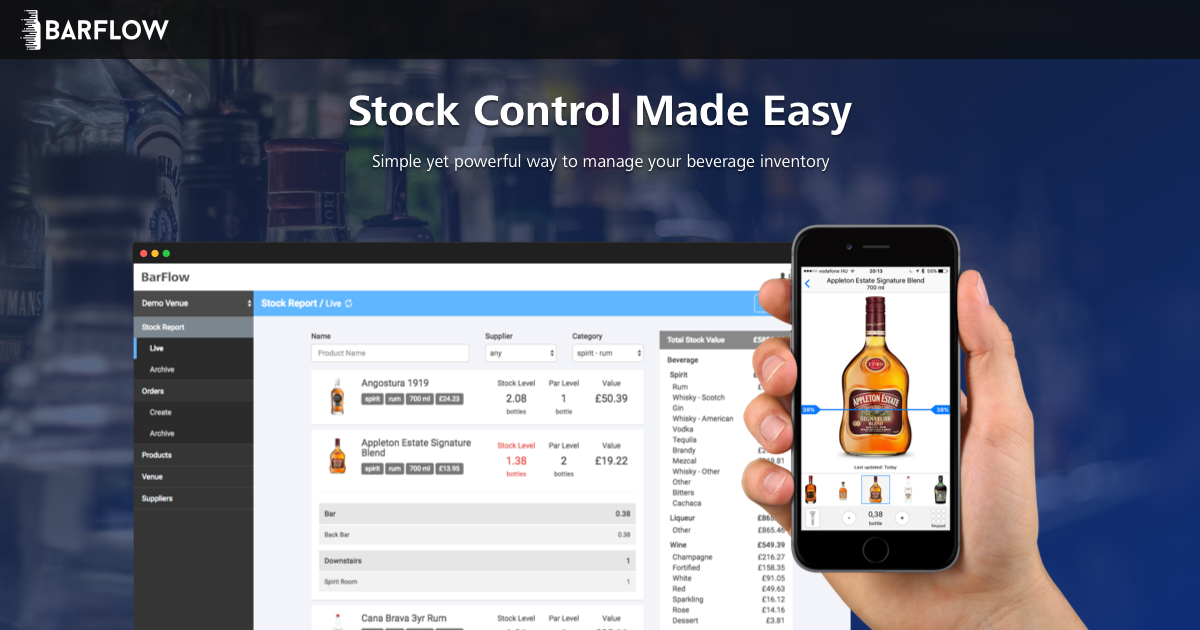 BARFLOW
Stock Control Made Easy
Simple yet powerful way to manage your beverage inventory
BarFlow
Demo Venue
Stock Report / Live
Stock Report
Live
Archive
Orders
Create
Archive
Products
Venue
Suppliers
Name
Supplier
Category
Product Name
any
spirit - rum
Angostura 1919
spirit rum 700 ml £24.23
Stock Level Par Level Value
2.08 1 £50.39
bottles bottle
Appleton Estate Signature
Blend
spirit rum 700 ml £13.95
Stock Level Par Level Value
1.38 2 £19.22
bottles bottles
Bar 0.38
Back Bar 0.38
Downstairs 1
Spirit Room 1
Cana Brava 3yr Rum
Stock Level Par Level Value
Total Stock Value
Beverage
Spirit
Rum
Whisky - Scotch
Gin
Whisky - American
Vodka
Tequila
Brandy
Mezcal
Whisky - Other
Other
Bitters
Cachaca
Liqueur
Other £865.46
Wine £549.39
Champagne £216.27
Fortified £158.35
White £91.05
Red £49.63
Sparkling £16.12
Rose £14.16
Dessert £3.81
vodafone HU 20:13 55%
Appleton Estate Signature Blend
700 ml
APPLETON ESTATE
SIGNATURE
BLEND
38% 38%
Last updated: Today
- 0,38 +
bottle
Keypad